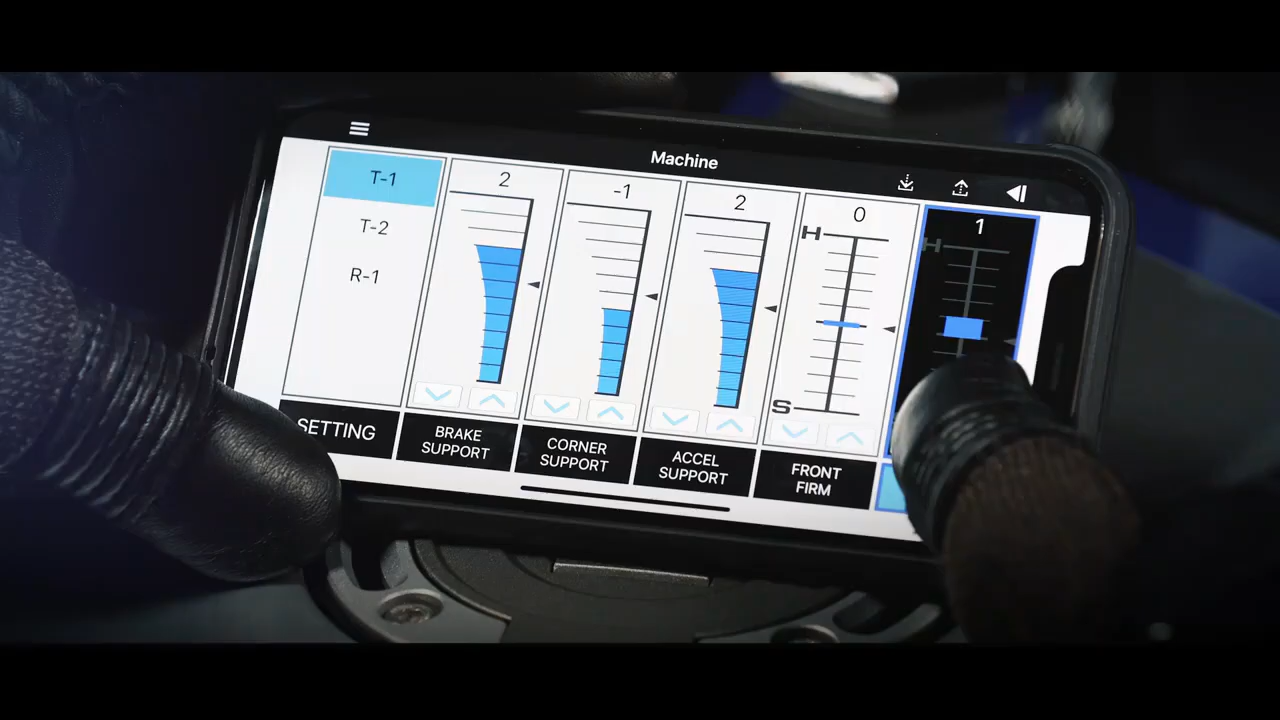 Machine
T-1
T-2
R-1
SETTING
2
BRAKE
SUPPORT
-1
CORNER
SUPPORT
2
ACCEL
SUPPORT
0
H
S
FRONT
FIRM
1
H